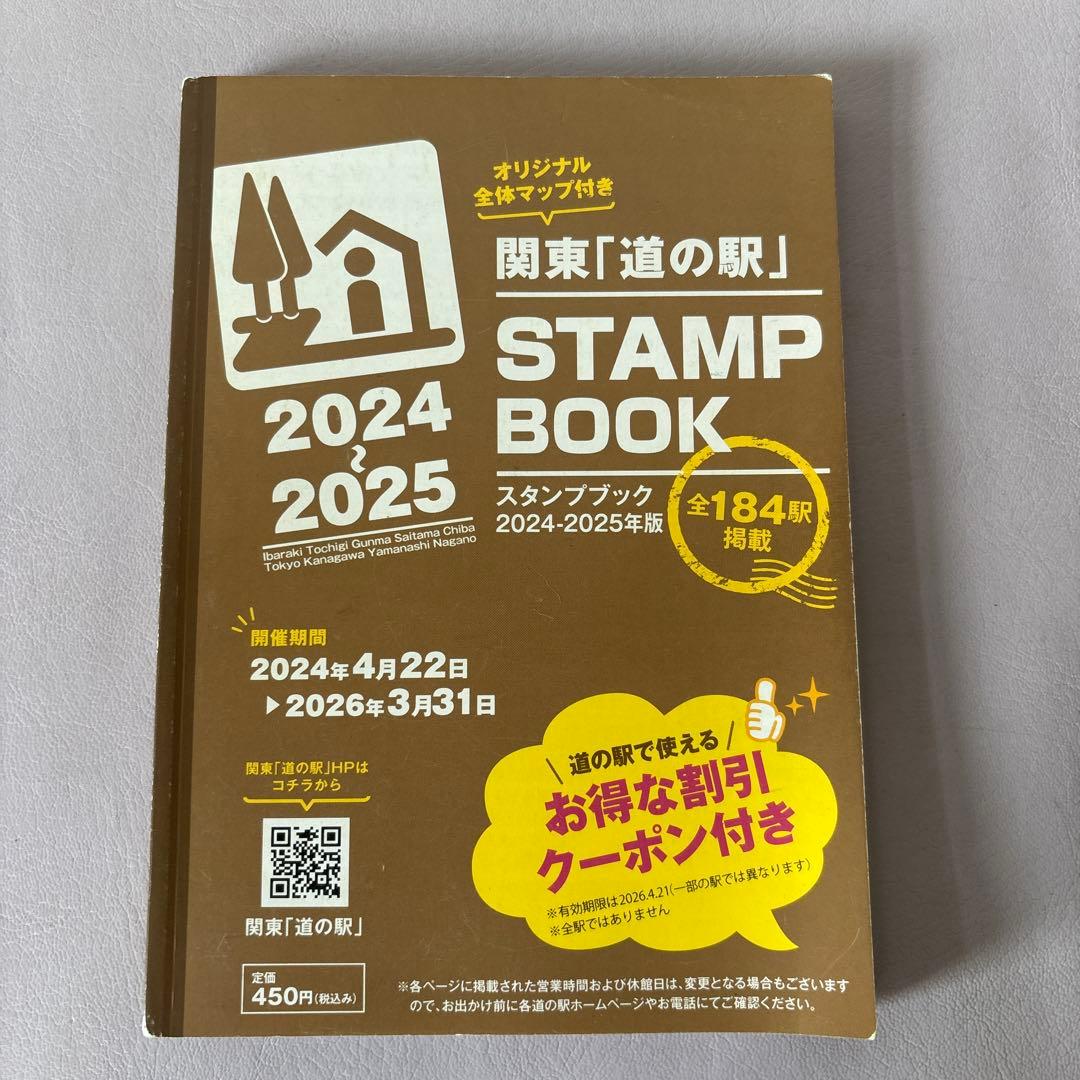 オリジナル
全体マップ付き
関東「道の駅」
STAMP
BOOK
スタンプブック
2024-2025年版
全184駅
掲載
2024
〜
2025
Ibaraki Tochigi Gunma Saitama Chiba
Tokyo Kanagawa Yamanashi Nagano
開催期間
2024年4月22日
▶2026年3月31日
関東「道の駅」HPは
コチラから
関東「道の駅」
道の駅で使える
お得な割引
クーポン付き
※有効期限は2026.4.21(一部の駅では異なります)
※全駅ではありません
定価
450円(税込み)
※各ページに掲載された営業時間および休館日は、変更となる場合もございます
ので、お出かけ前に各道の駅ホームページやお電話にてご確認ください。